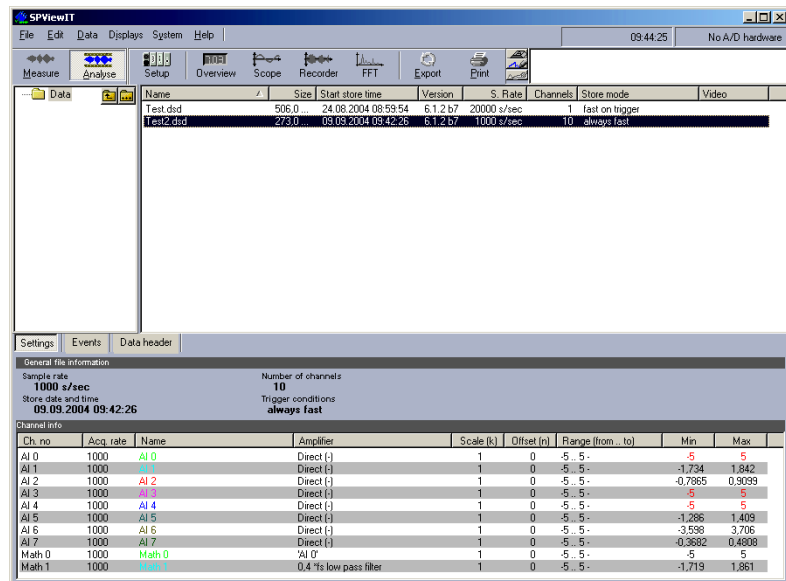 SPViewIT
File Edit Data Displays System Help 09:44:25 No A/D hardware
Measure Analyse Setup Overview Scope Recorder FFT Export Print
Data
Name Size Start store time Version S. Rate Channels Store mode Video
Test.dsd 506,0 ... 24.08.2004 08:59:54 6.1.2 b7 20000 s/sec 1 fast on trigger
Test2.dsd 273,0 ... 09.09.2004 09:42:26 6.1.2 b7 1000 s/sec 10 always fast
Settings Events Data header
General file information
Sample rate Number of channels
1000 s/sec 10
Store date and time Trigger conditions
09.09.2004 09:42:26 always fast
Channel info
Ch. no Acq. rate Name Amplifier Scale (k) Offset (n) Range (from .. to) Min Max
AI 0 1000 AI 0 Direct (-) 1 0 -5 .. 5 - -5 5
AI 1 1000 AI 1 Direct (-) 1 0 -5 .. 5 - -1,734 1,842
AI 2 1000 AI 2 Direct (-) 1 0 -5 .. 5 - -0,7865 0,9099
AI 3 1000 AI 3 Direct (-) 1 0 -5 .. 5 - -5 5
AI 4 1000 AI 4 Direct (-) 1 0 -5 .. 5 - -5 5
AI 5 1000 AI 5 Direct (-) 1 0 -5 .. 5 - -1,286 1,409
AI 6 1000 AI 6 Direct (-) 1 0 -5 .. 5 - -3,598 3,706
AI 7 1000 AI 7 Direct (-) 1 0 -5 .. 5 - -0,3682 0,4808
Math 0 1000 Math 0 'AI 0' 1 0 -5 .. 5 - -5 5
Math 1 1000 Math 1 0,4 *fs low pass filter 1 0 -5 .. 5 - -1,719 1,861